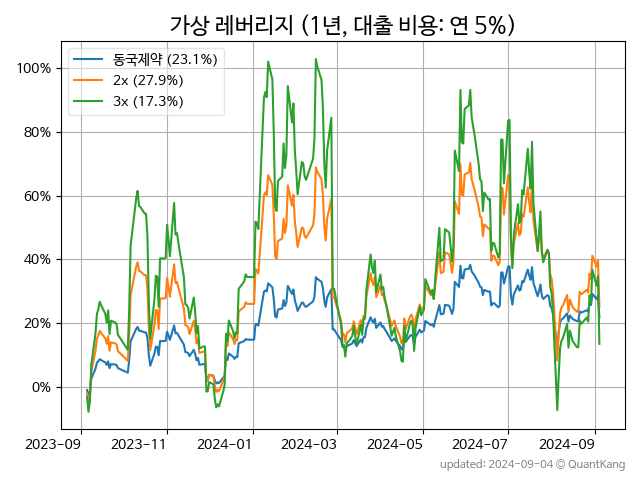 가상 레버리지 (1년, 대출 비용: 연 5%)
동국제약 (23.1%)
2x (27.9%)
3x (17.3%)
100%
80%
60%
40%
20%
0%
2023-09 2023-11 2024-01 2024-03 2024-05 2024-07 2024-09
updated: 2024-09-04 © QuantKang